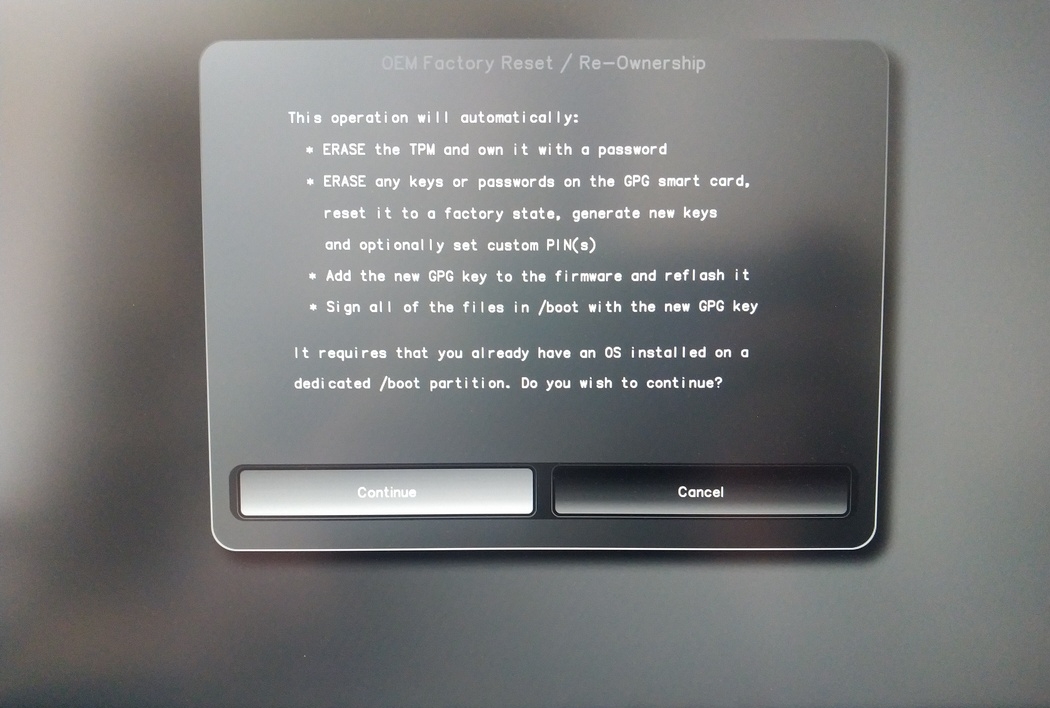 OEM Factory Reset / Re-Ownership
This operation will automatically:
* ERASE the TPM and own it with a password
* ERASE any keys or passwords on the GPG smart card,
reset it to a factory state, generate new keys
and optionally set custom PIN(s)
* Add the new GPG key to the firmware and reflash it
* Sign all of the files in /boot with the new GPG key
It requires that you already have an OS installed on a
dedicated /boot partition. Do you wish to continue?
Continue
Cancel